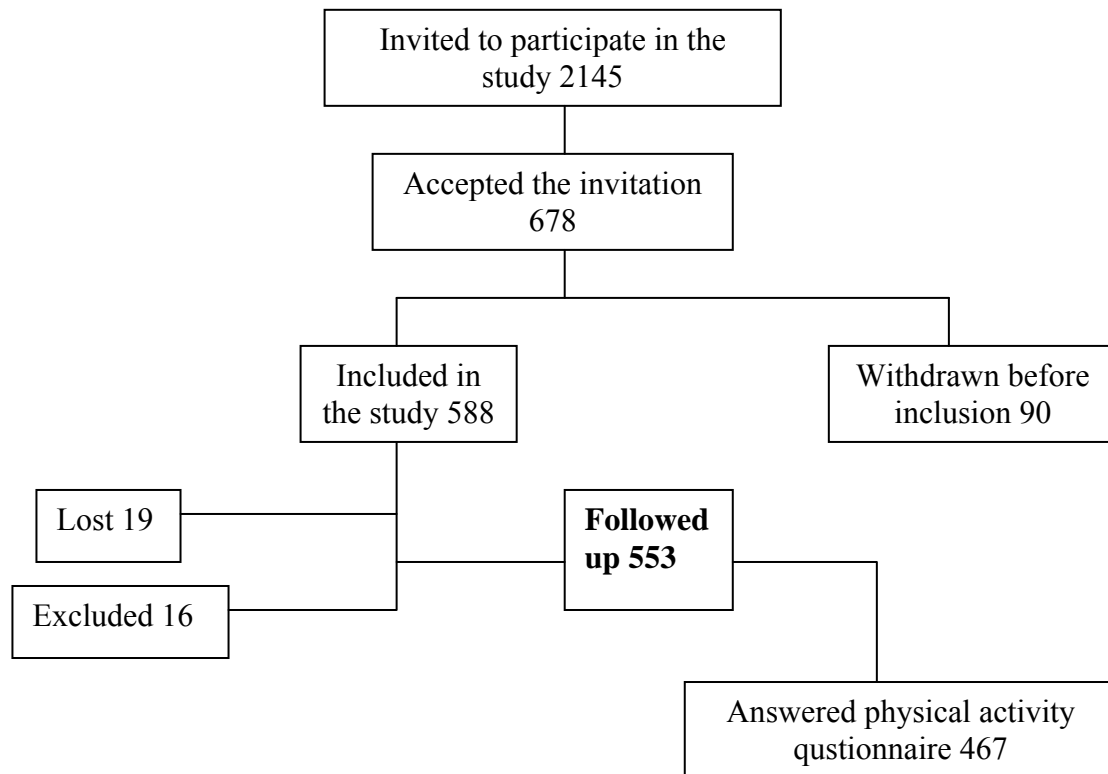 Invited to participate in the
study 2145
Accepted the invitation
678
Included in
the study 588
Withdrawn before
inclusion 90
Lost 19
Followed
up 553
Excluded 16
Answered physical activity
qustionnaire 467